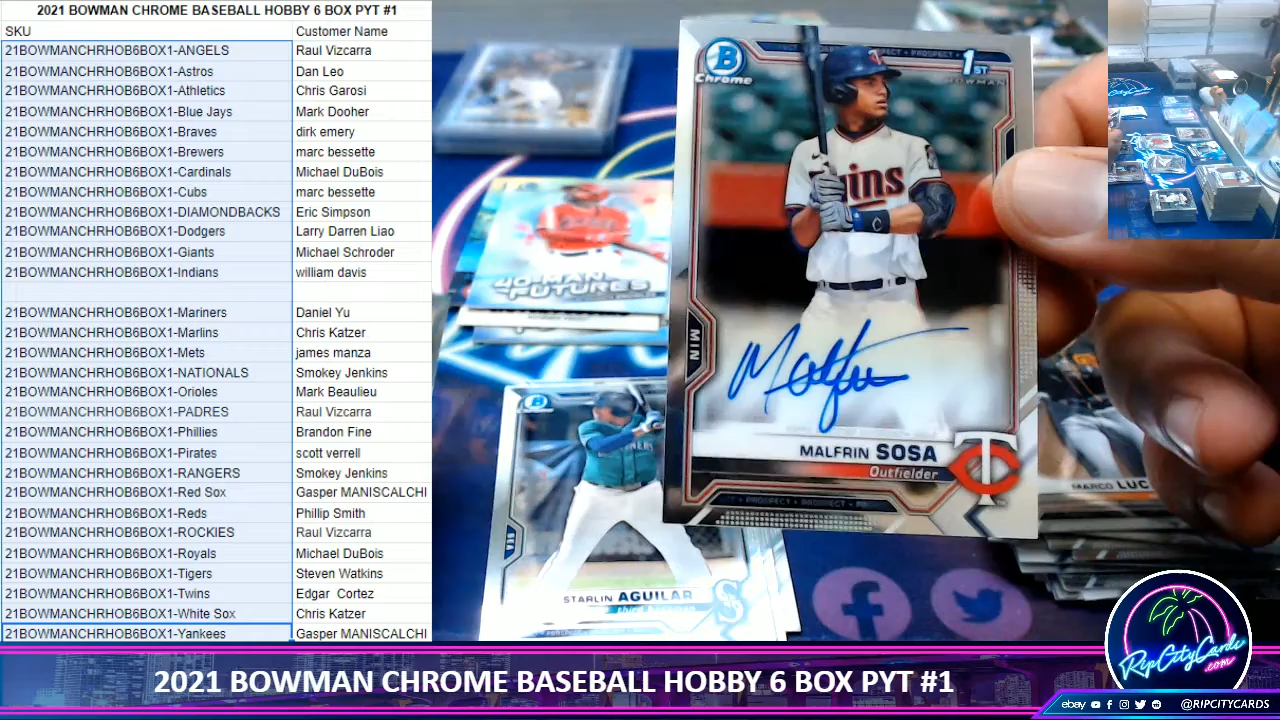 2021 BOWMAN CHROME BASEBALL HOBBY 6 BOX PYT #1
SKU Customer Name
21BOWMANCHRHOB6BOX1-ANGELS Raul Vizcarra
21BOWMANCHRHOB6BOX1-Astros Dan Leo
21BOWMANCHRHOB6BOX1-Athletics Chris Garosi
21BOWMANCHRHOB6BOX1-Blue Jays Mark Dooher
21BOWMANCHRHOB6BOX1-Braves dirk emery
21BOWMANCHRHOB6BOX1-Brewers marc bessette
21BOWMANCHRHOB6BOX1-Cardinals Michael DuBois
21BOWMANCHRHOB6BOX1-Cubs marc bessette
21BOWMANCHRHOB6BOX1-DIAMONDBACKS Eric Simpson
21BOWMANCHRHOB6BOX1-Dodgers Larry Darren Liao
21BOWMANCHRHOB6BOX1-Giants Michael Schroder
21BOWMANCHRHOB6BOX1-Indians william davis
21BOWMANCHRHOB6BOX1-Mariners Daniel Yu
21BOWMANCHRHOB6BOX1-Marlins Chris Katzer
21BOWMANCHRHOB6BOX1-Mets james manza
21BOWMANCHRHOB6BOX1-NATIONALS Smokey Jenkins
21BOWMANCHRHOB6BOX1-Orioles Mark Beaulieu
21BOWMANCHRHOB6BOX1-PADRES Raul Vizcarra
21BOWMANCHRHOB6BOX1-Phillies Brandon Fine
21BOWMANCHRHOB6BOX1-Pirates scott verrell
21BOWMANCHRHOB6BOX1-RANGERS Smokey Jenkins
21BOWMANCHRHOB6BOX1-Red Sox Gasper MANISCALCHI
21BOWMANCHRHOB6BOX1-Reds Phillip Smith
21BOWMANCHRHOB6BOX1-ROCKIES Raul Vizcarra
21BOWMANCHRHOB6BOX1-Royals Michael DuBois
21BOWMANCHRHOB6BOX1-Tigers Steven Watkins
21BOWMANCHRHOB6BOX1-Twins Edgar Cortez
21BOWMANCHRHOB6BOX1-White Sox Chris Katzer
21BOWMANCHRHOB6BOX1-Yankees Gasper MANISCALCHI
B Chrome
1ST BOWMAN
MIN
MALFRIN SOSA
Outfielder
BOWMAN
FUTURES
SEA
STARLIN AGUILAR
third baseman
MARCO LUC
2021 BOWMAN CHROME BASEBALL HOBBY 6 BOX PYT #1
RipCityCards
.com
ebay @RIPCITYCARDS